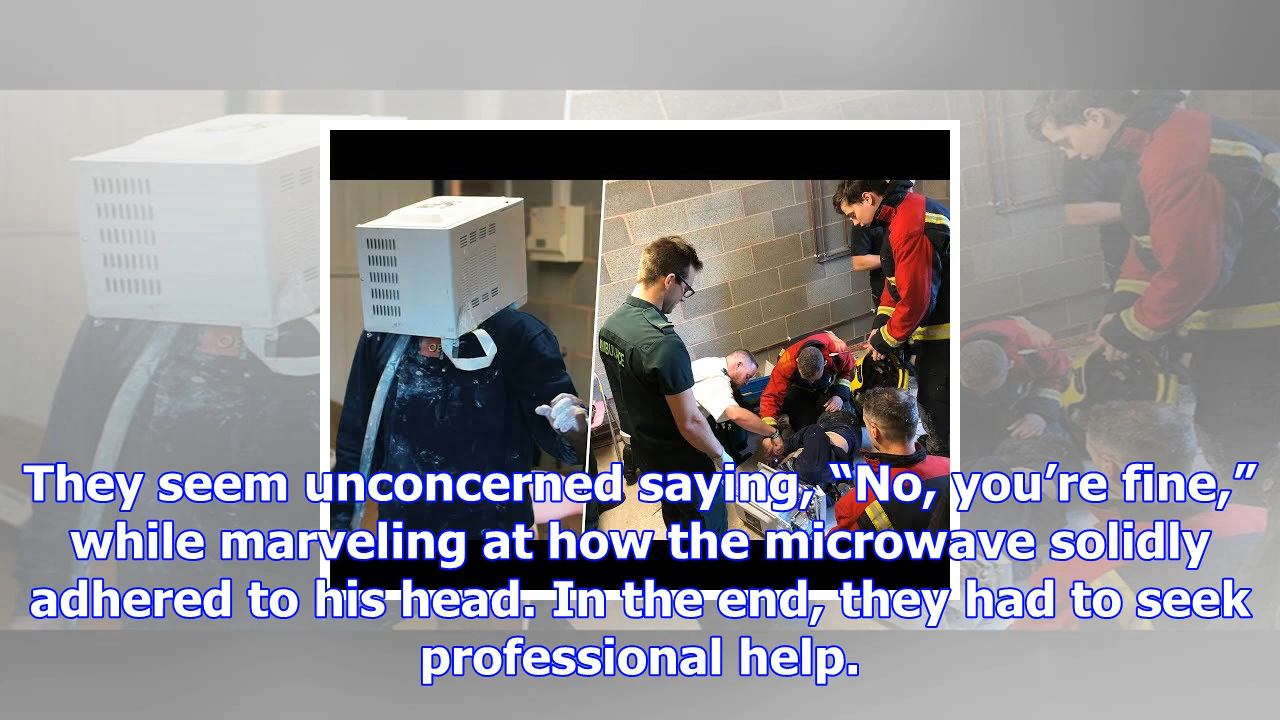 AMBULANCE
They seem unconcerned saying, “No, you’re fine,”
while marveling at how the microwave solidly
adhered to his head. In the end, they had to seek
professional help.